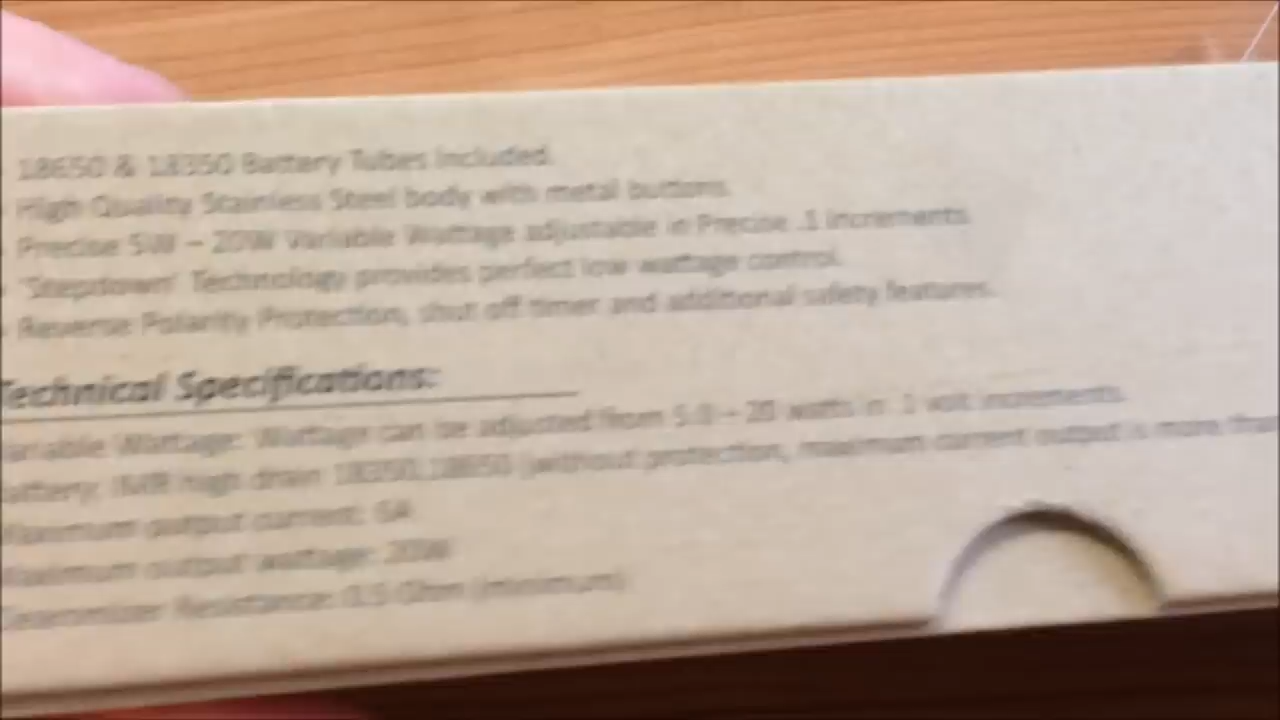 18650 & 18350 Battery Tubes Included.
High Quality Stainless Steel body with metal buttons.
Precise 5W – 20W Variable Wattage adjustable in Precise .1 increments.
'Stepdown' Technology provides perfect low wattage control.
Reverse Polarity Protection, shut off timer and additional safety features.
Technical Specifications:
Variable Wattage: Wattage can be adjusted from 5.0 – 20 watts in .1 volt increments.
Battery: IMR high drain 18350,18650 (without protection, maximum current output is more than
Maximum output current: 6A
Maximum output wattage: 20W
Resistance: 0.5 Ohm (minimum)